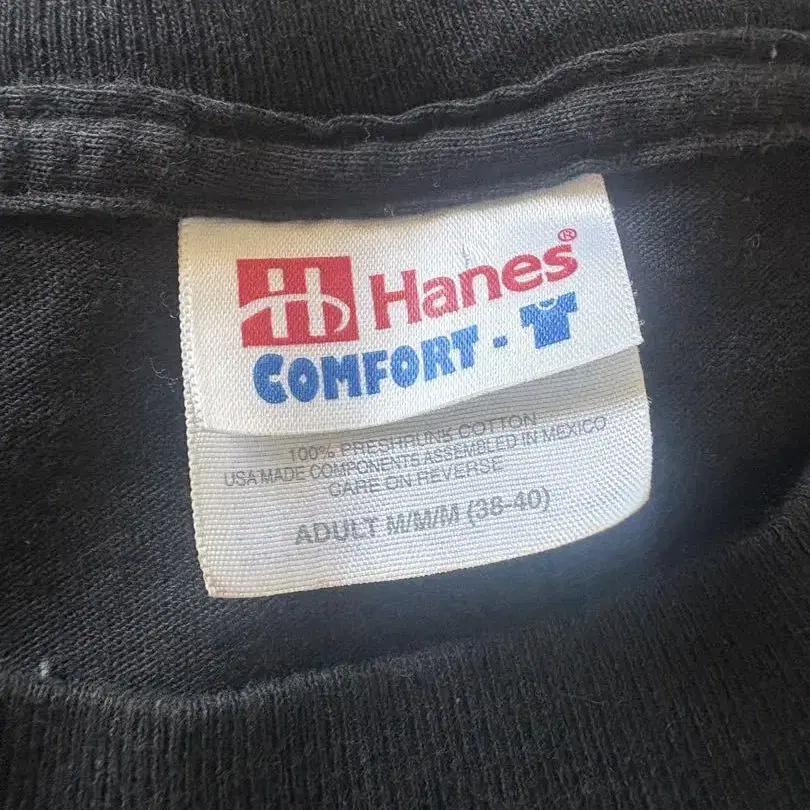 H Hanes®
COMFORT -
100% PRESHRUNK COTTON
USA MADE COMPONENTS ASSEMBLED IN MEXICO
CARE ON REVERSE
ADULT M/M/M (38-40)